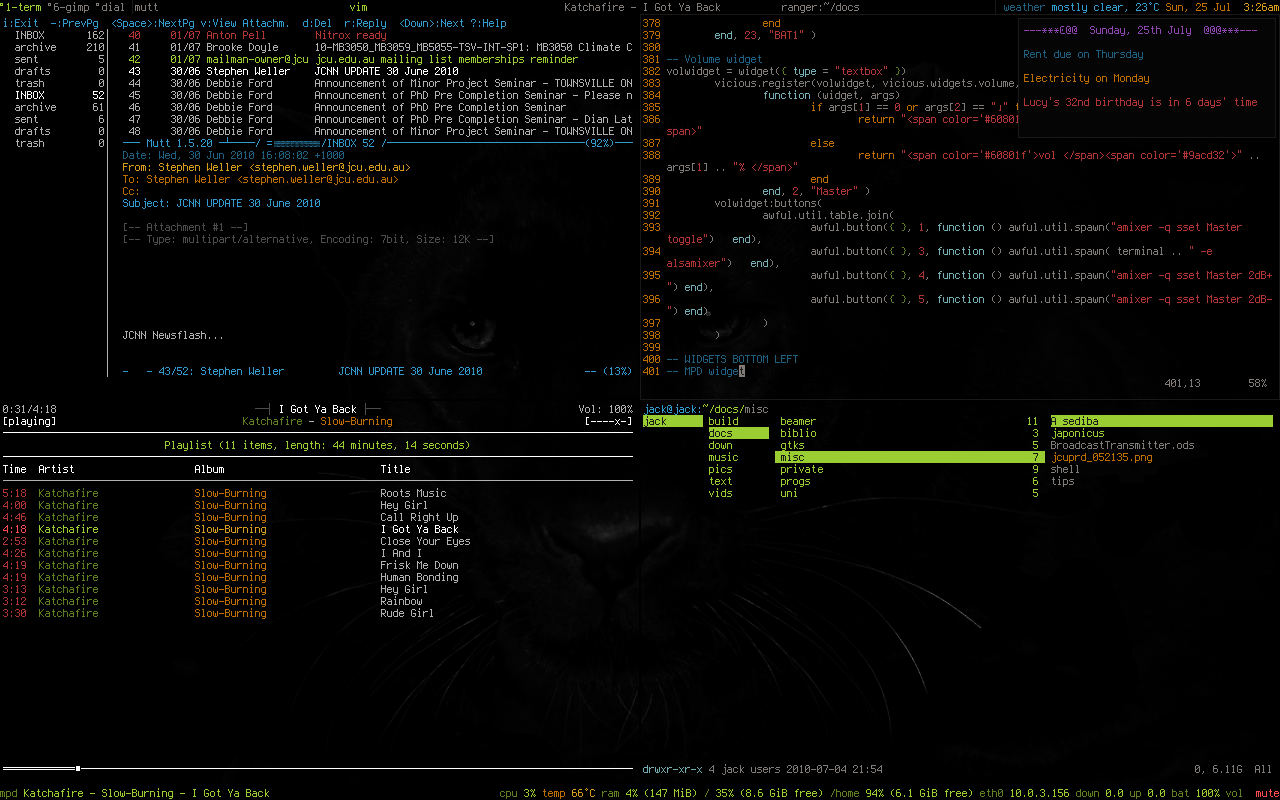 °1-term °6-gimp °dial mutt vim Katchafire - I Got Ya Back ranger:~/docs weather mostly clear, 23°C Sun, 25 Jul 3:26am
i:Exit -:PrevPg <Space>:NextPg v:View Attachm. d:Del r:Reply <Down>:Next ?:Help
INBOX 162 40 01/07 Anton Pell Nitrox ready
archive 210 41 01/07 Brooke Doyle 10-MB3050_MB3059_MB5055-TSV-INT-SP1: MB3050 Climate C
sent 5 42 01/07 mailman-owner@jcu jcu.edu.au mailing list memberships reminder
drafts 0 43 30/06 Stephen Weller JCNN UPDATE 30 June 2010
trash 0 44 30/06 Debbie Ford Announcement of Minor Project Seminar - TOWNSVILLE ON
INBOX 52 45 30/06 Debbie Ford Announcement of PhD Pre Completion Seminar - Please n
archive 61 46 30/06 Debbie Ford Announcement of PhD Pre Completion Seminar
sent 6 47 30/06 Debbie Ford Announcement of PhD Pre Completion Seminar - Dian Lat
drafts 0 48 30/06 Debbie Ford Announcement of Minor Project Seminar - TOWNSVILLE ON
trash 0 Mutt 1.5.20 / = /INBOX 52 / (92%)
Date: Wed, 30 Jun 2010 16:08:02 +1000
From: Stephen Weller <stephen.weller@jcu.edu.au>
To: Stephen Weller <stephen.weller@jcu.edu.au>
Cc:
Subject: JCNN UPDATE 30 June 2010
[-- Attachment #1 --]
[-- Type: multipart/alternative, Encoding: 7bit, Size: 12K --]
JCNN Newsflash...
- - 43/52: Stephen Weller JCNN UPDATE 30 June 2010 -- (13%)
378 end
379 end, 23, "BAT1" )
380
381 -- Volume widget
382 volwidget = widget({ type = "textbox" })
383 vicious.register(volwidget, vicious.widgets.volume,
384 function (widget, args)
385 if args[1] == 0 or args[2] == "♩" t
386 return "<span color='#60801
span>"
387 else
388 return "<span color='#60801f'>vol </span><span color='#9acd32'>" ..
args[1] .. "% </span>"
389 end
390 end, 2, "Master" )
391 volwidget:buttons(
392 awful.util.table.join(
393 awful.button({ }, 1, function () awful.util.spawn("amixer -q sset Master
toggle") end),
394 awful.button({ }, 3, function () awful.util.spawn( terminal .. " -e
alsamixer") end),
395 awful.button({ }, 4, function () awful.util.spawn("amixer -q sset Master 2dB+
") end),
396 awful.button({ }, 5, function () awful.util.spawn("amixer -q sset Master 2dB-
") end)
397 )
398 )
399
400 -- WIDGETS BOTTOM LEFT
401 -- MPD widget
401,13 58%
---***@@@ Sunday, 25th July @@@***---
Rent due on Thursday
Electricity on Monday
Lucy's 32nd birthday is in 6 days' time
0:31/4:18 I Got Ya Back Vol: 100%
[playing] Katchafire - Slow-Burning [----x-]
Playlist (11 items, length: 44 minutes, 14 seconds)
Time Artist Album Title
5:18 Katchafire Slow-Burning Roots Music
4:00 Katchafire Slow-Burning Hey Girl
4:46 Katchafire Slow-Burning Call Right Up
4:18 Katchafire Slow-Burning I Got Ya Back
2:53 Katchafire Slow-Burning Close Your Eyes
4:26 Katchafire Slow-Burning I And I
4:19 Katchafire Slow-Burning Frisk Me Down
4:19 Katchafire Slow-Burning Human Bonding
3:13 Katchafire Slow-Burning Hey Girl
3:12 Katchafire Slow-Burning Rainbow
3:30 Katchafire Slow-Burning Rude Girl
jack@jack:~/docs/misc
jack build beamer 11 A sediba
docs biblio 3 japonicus
down gtks 5 BroadcastTransmitter.ods
music misc 7 jcuprd_052135.png
pics private 9 shell
text progs 6 tips
vids uni 5
drwxr-xr-x 4 jack users 2010-07-04 21:54 0, 6.11G All
mpd Katchafire - Slow-Burning - I Got Ya Back cpu 3% temp 66°C ram 4% (147 MiB) / 35% (8.6 GiB free) /home 94% (6.1 GiB free) eth0 10.0.3.156 down 0.0 up 0.0 bat 100% vol mute